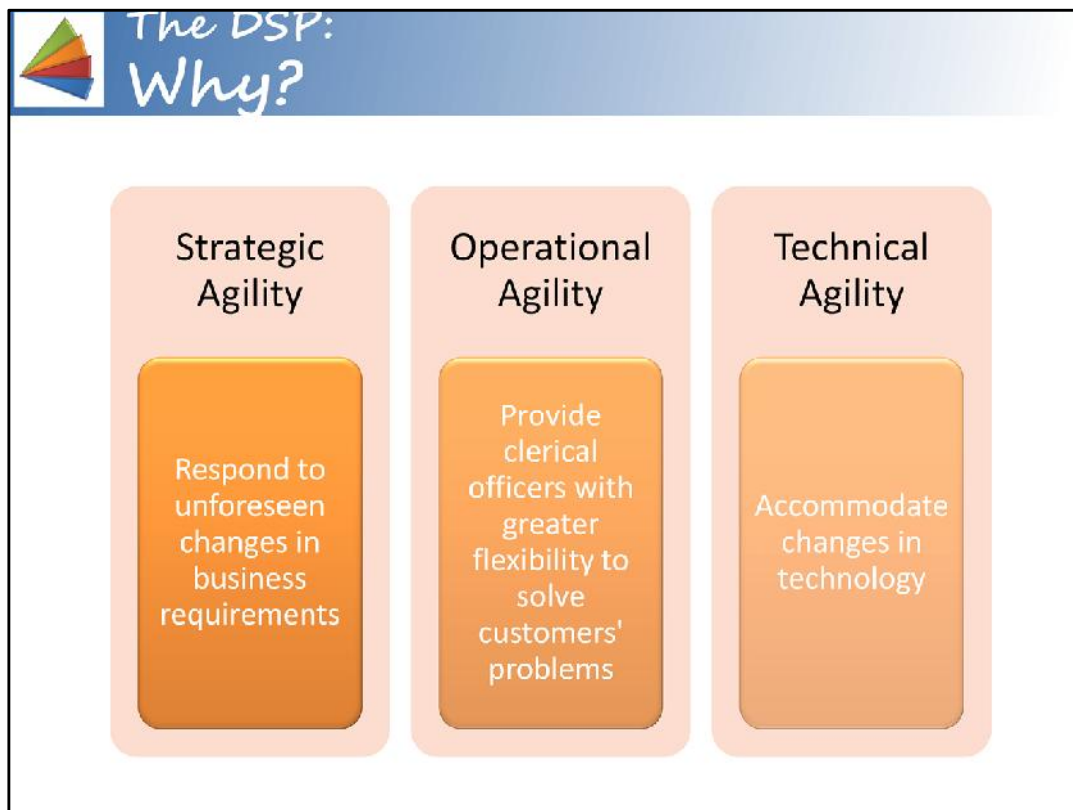 The DSP:
Why?
Strategic
Agility
Respond to
unforeseen
changes in
business
requirements
Operational
Agility
Provide
clerical
officers with
greater
flexibility to
solve
customers'
problems
Technical
Agility
Accommodate
changes in
technology